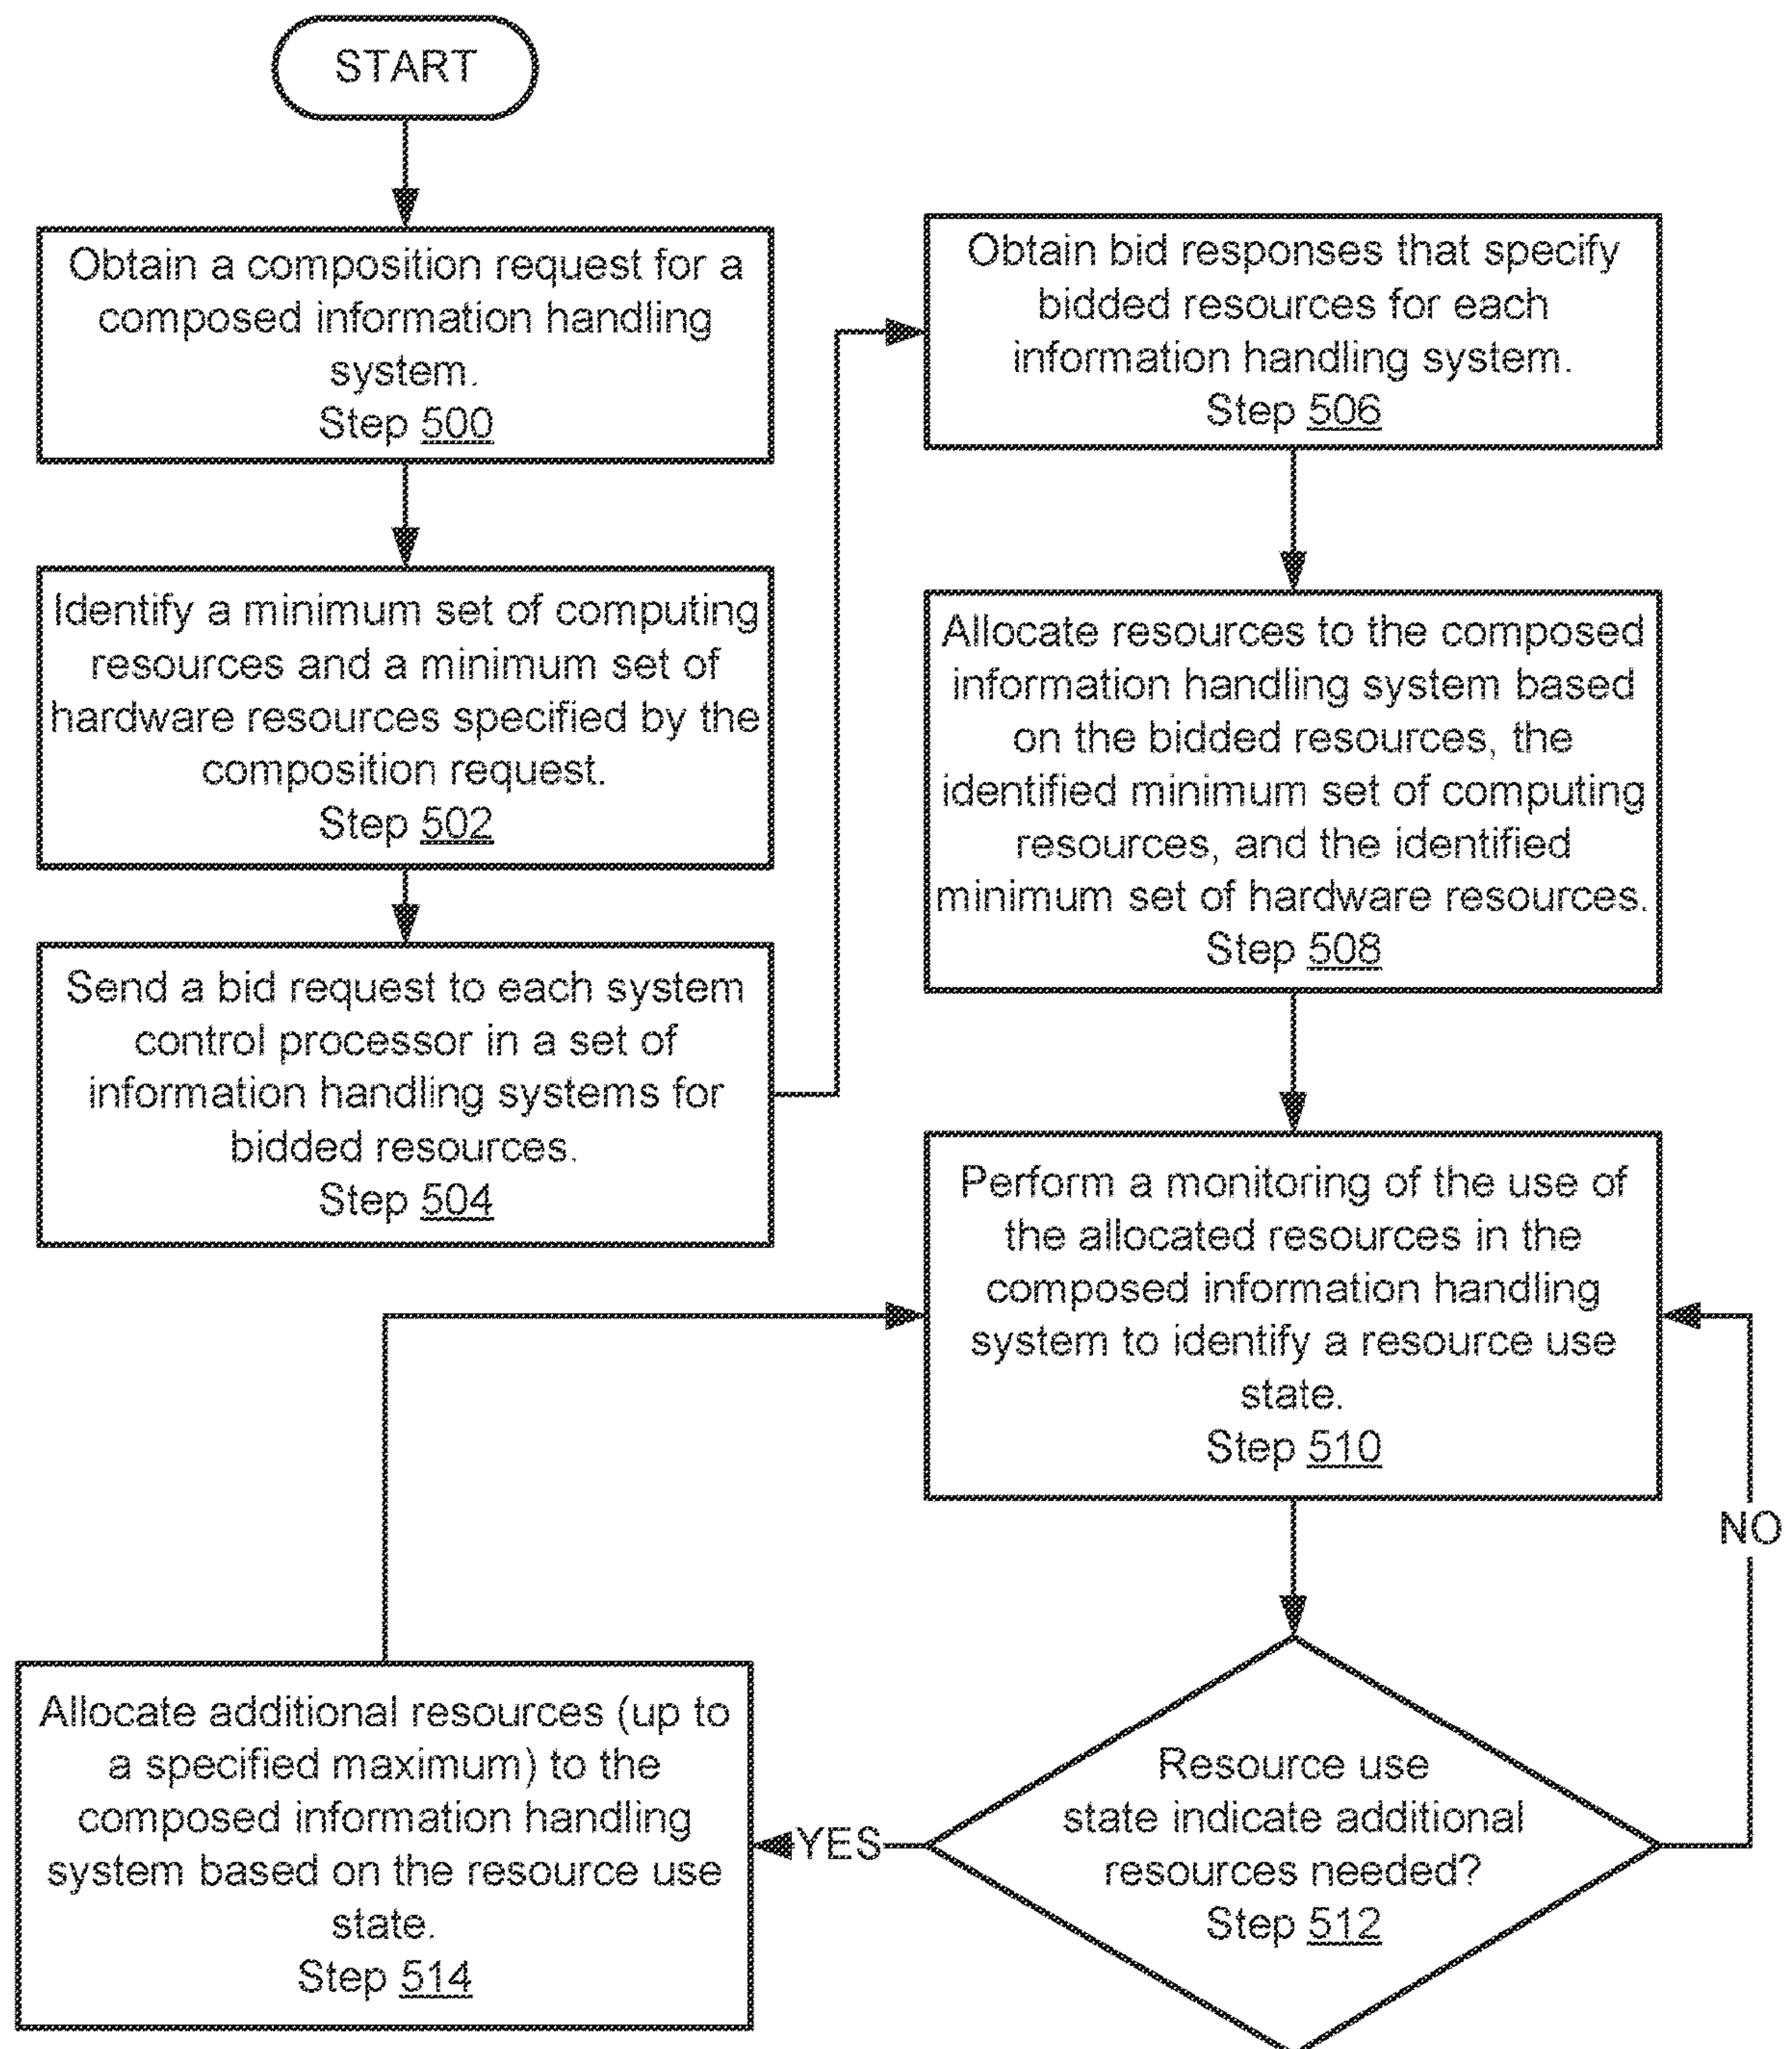 START
Obtain a composition request for a
composed information handling
system.
Step 500
Identify a minimum set of computing
resources and a minimum set of
hardware resources specified by the
composition request.
Step 502
Send a bid request to each system
control processor in a set of
information handling systems for
bidded resources.
Step 504
Obtain bid responses that specify
bidded resources for each
information handling system.
Step 506
Allocate resources to the composed
information handling system based
on the bidded resources, the
identified minimum set of computing
resources, and the identified
minimum set of hardware resources.
Step 508
Perform a monitoring of the use of
the allocated resources in the
composed information handling
system to identify a resource use
state.
Step 510
NO
Resource use
state indicate additional
resources needed?
Step 512
YES
Allocate additional resources (up to
a specified maximum) to the
composed information handling
system based on the resource use
state.
Step 514